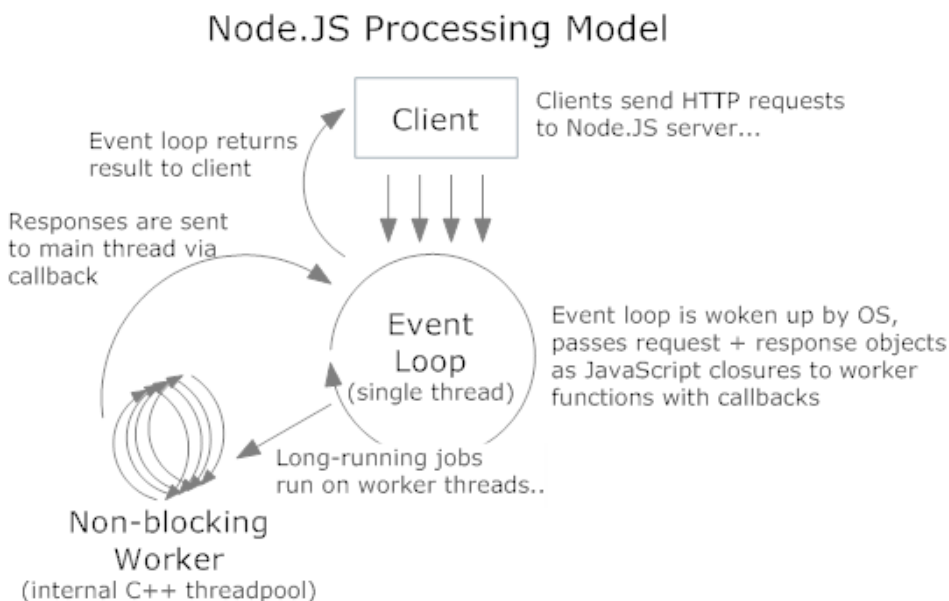 Node.JS Processing Model
Client
Clients send HTTP requests
to Node.JS server...
Event loop returns
result to client
Responses are sent
to main thread via
callback
Event
Loop
(single thread)
Event loop is woken up by OS,
passes request + response objects
as JavaScript closures to worker
functions with callbacks
Long-running jobs
run on worker threads..
Non-blocking
Worker
(internal C++ threadpool)